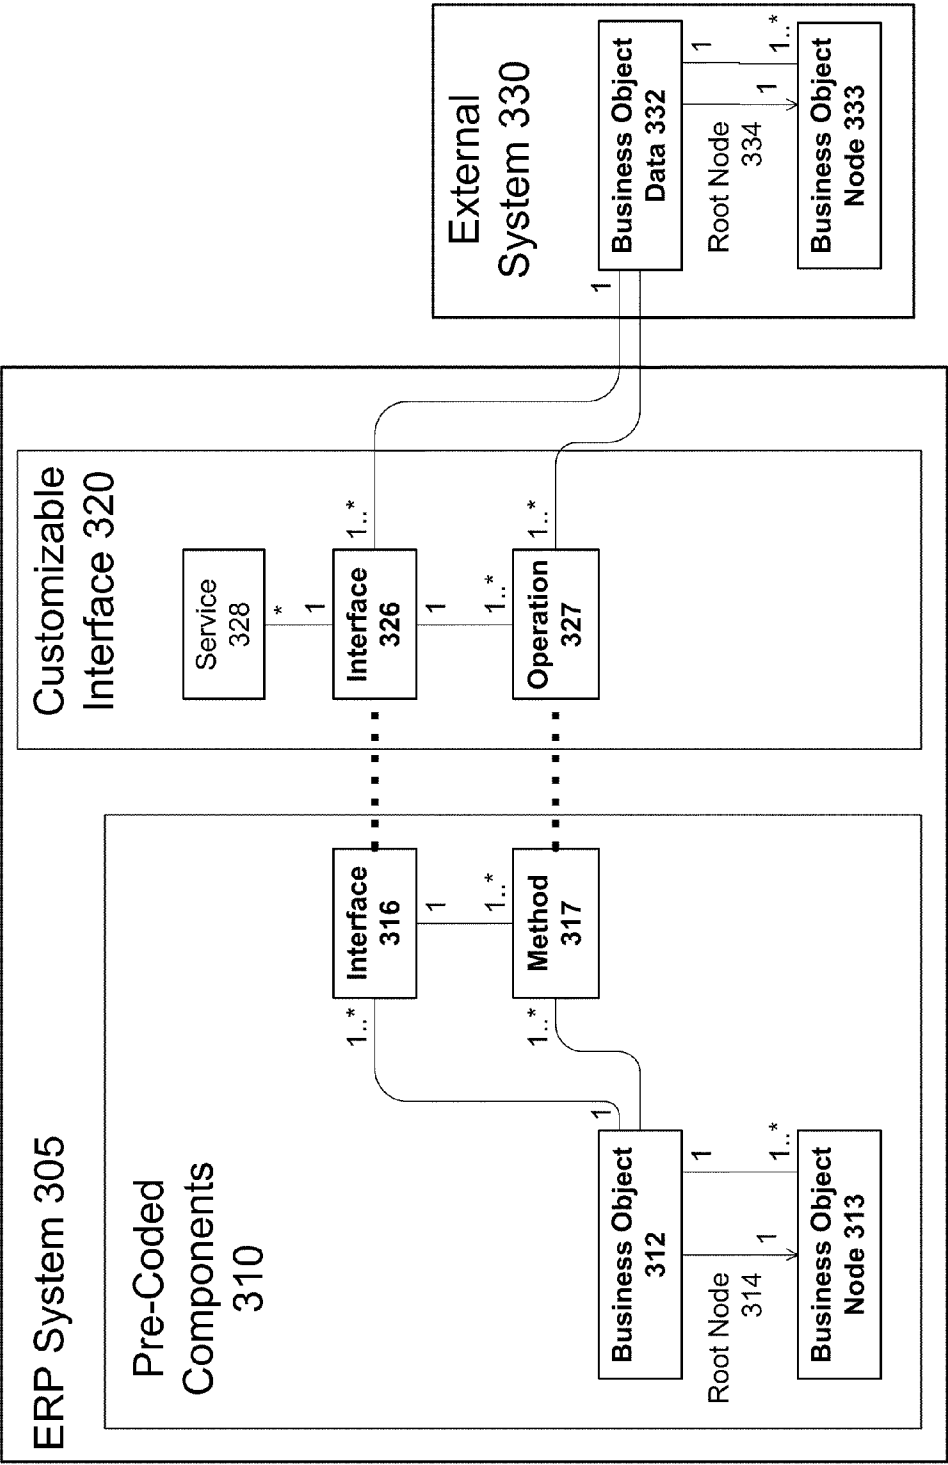 ERP System 305
Pre-Coded
Components
310
Business Object
312
1
1
1..*
Root Node
314
1
Business Object
Node 313
1..*
Interface
316
1
1..*
1..*
Method
317
Customizable
Interface 320
Service
328
*
1
Interface
326
1..*
1
1..*
Operation
327
1..*
External
System 330
1
Business Object
Data 332
1
1..*
Root Node
334
1
Business Object
Node 333